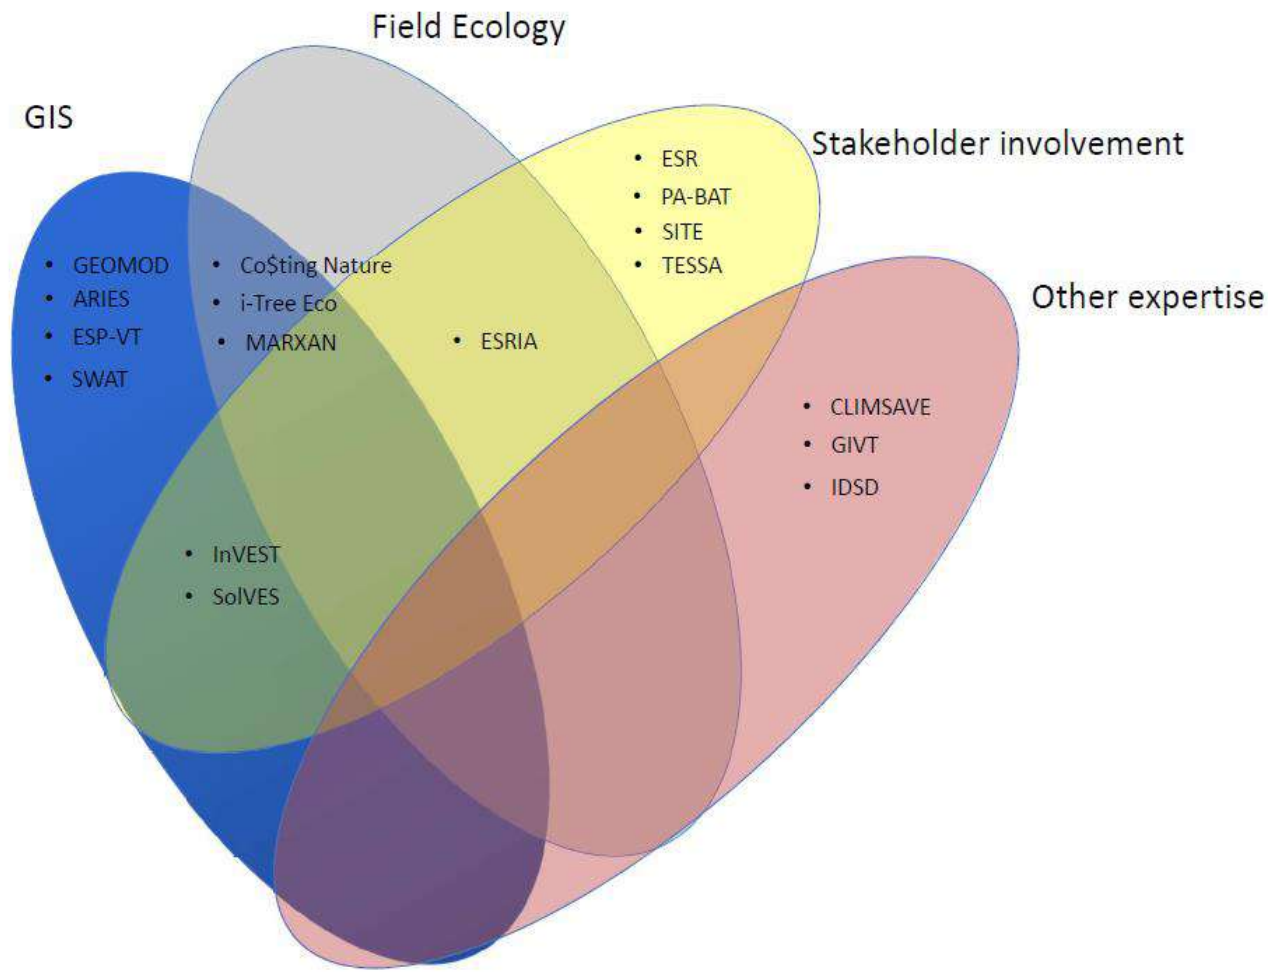 Field Ecology
GIS
Stakeholder involvement
Other expertise
• GEOMOD
• ARIES
• ESP-VT
• SWAT
• Co$ting Nature
• i-Tree Eco
• MARXAN
• ESRIA
• ESR
• PA-BAT
• SITE
• TESSA
• CLIMSAVE
• GIVT
• IDSD
• InVEST
• SolVES